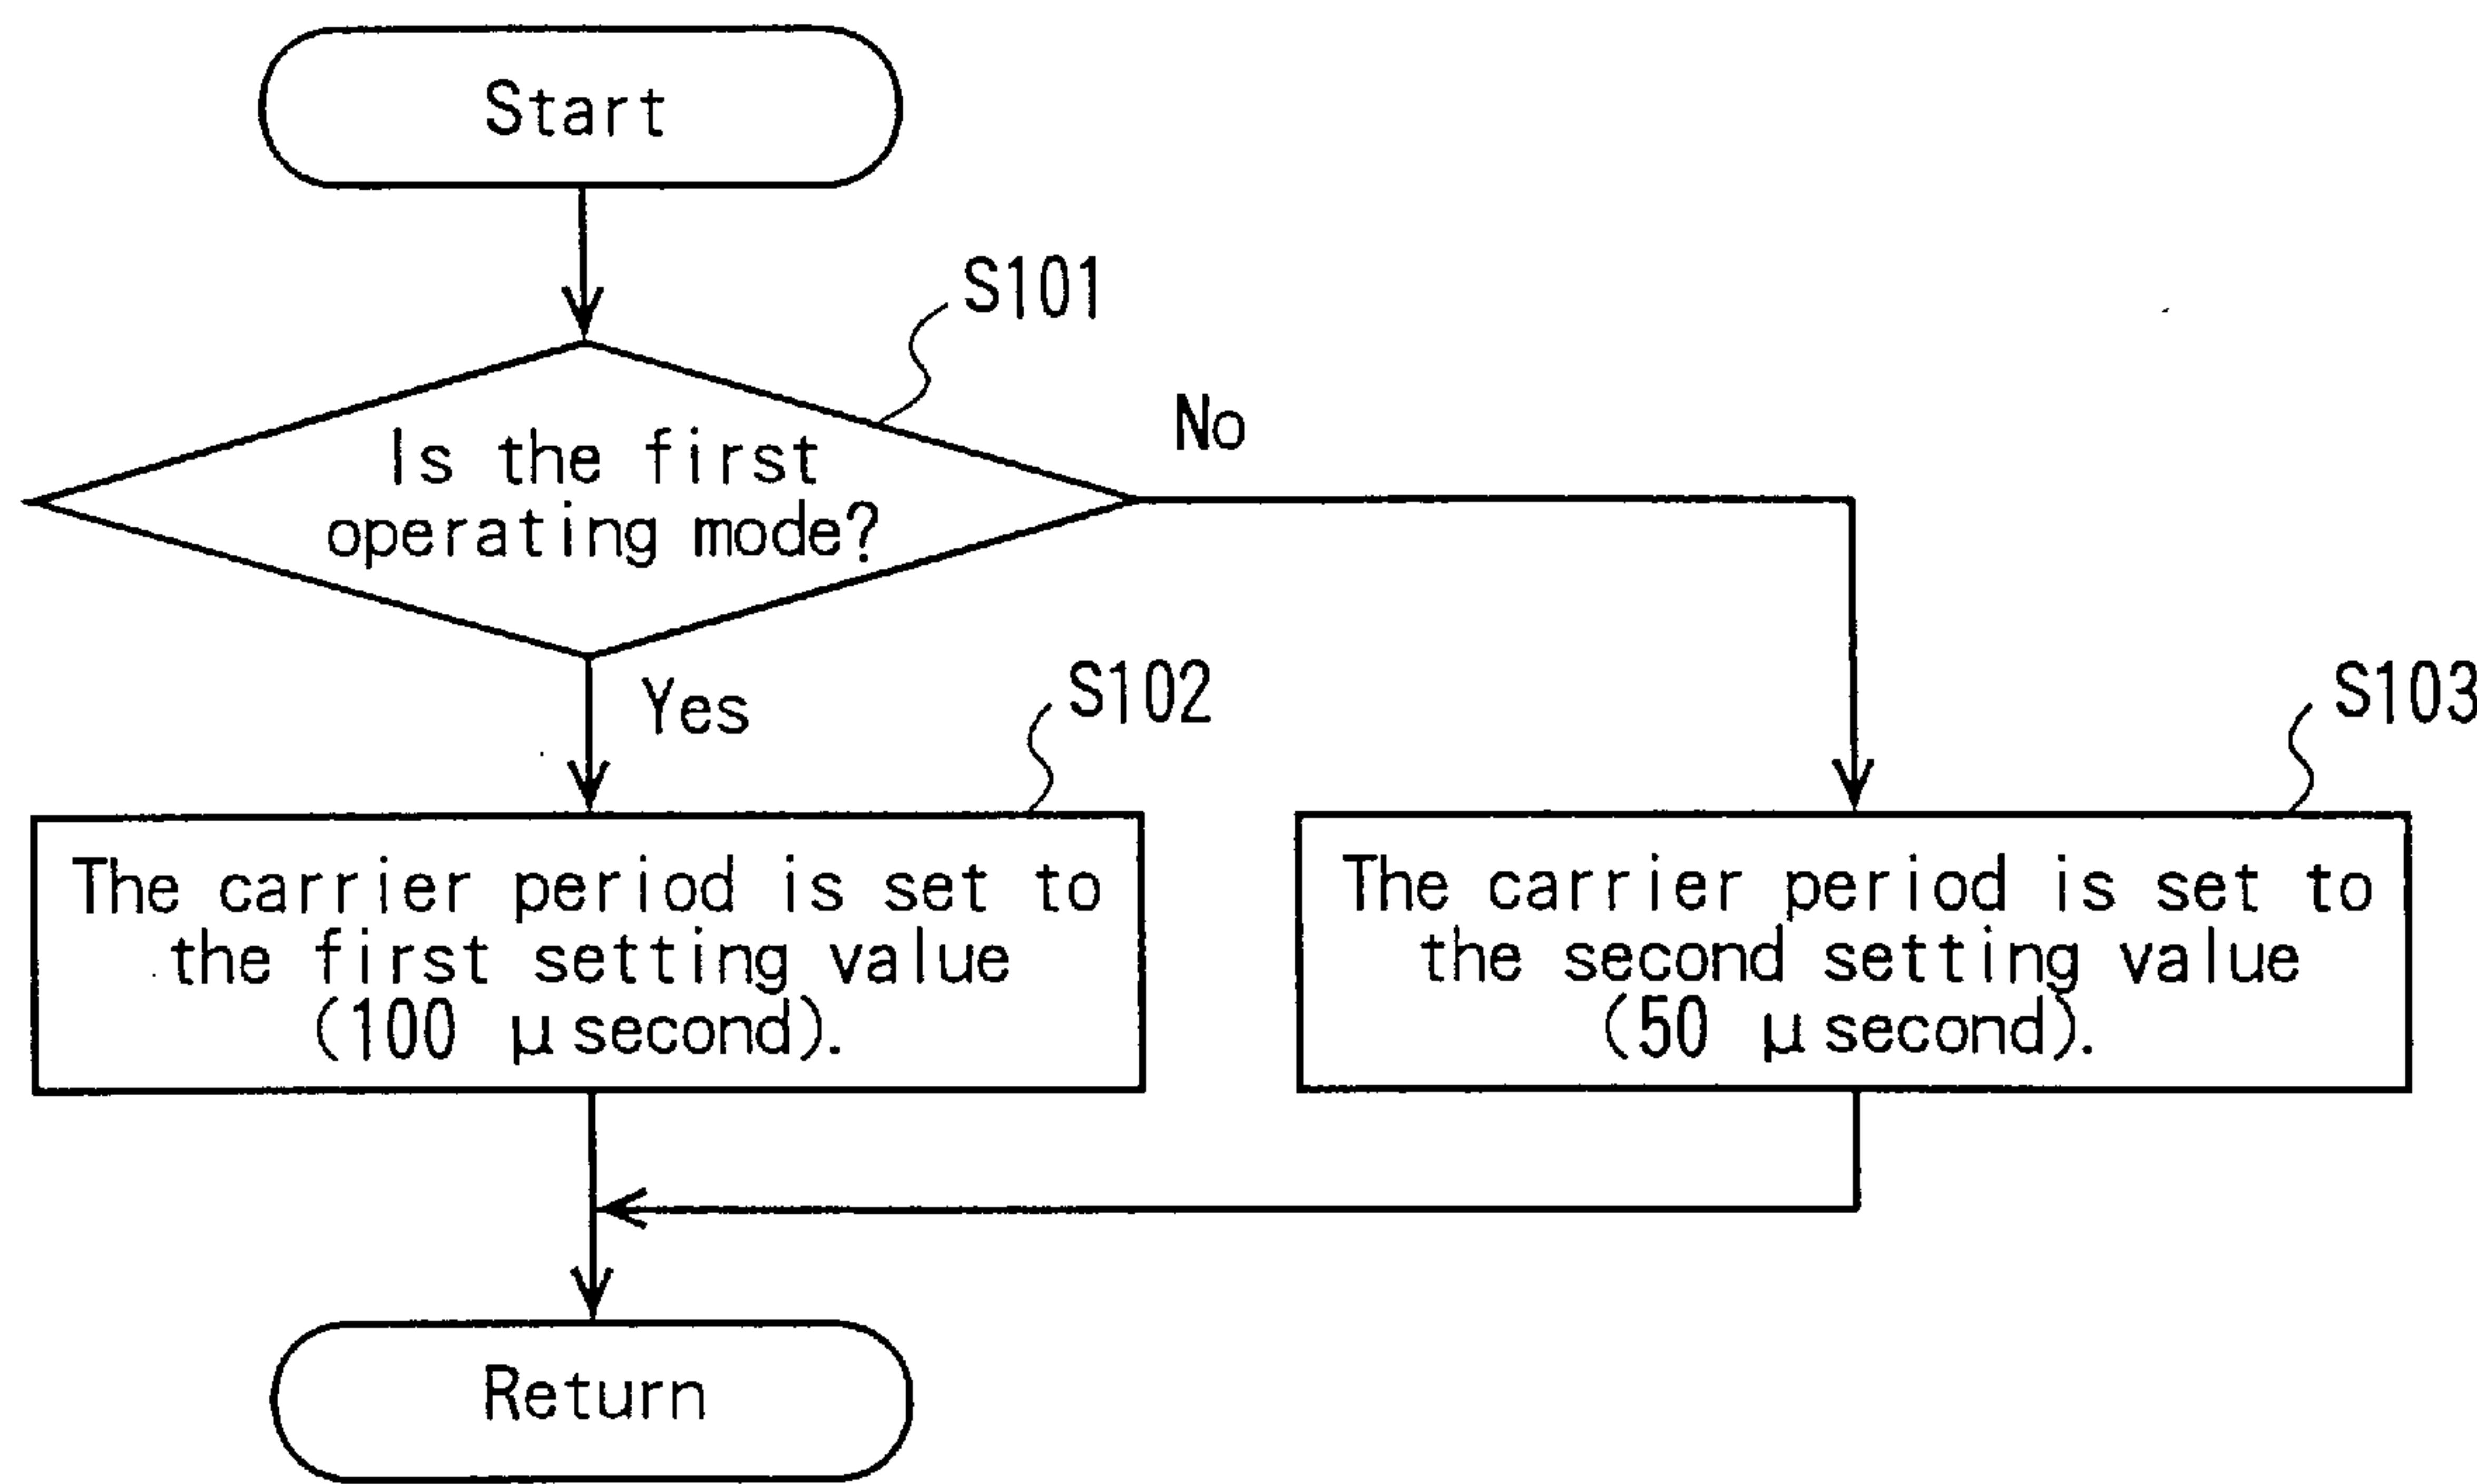 Start
S101
Is the first
operating mode?
No
Yes
S102
S103
The carrier period is set to
the first setting value
(100 μsecond).
The carrier period is set to
the second setting value
(50 μsecond).
Return